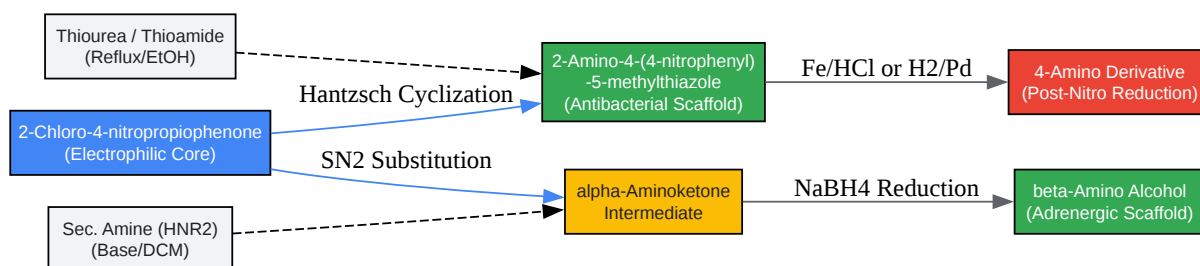 Thiourea / Thioamide
(Reflux/EtOH)
Hantzsch Cyclization
2-Amino-4-(4-nitrophenyl)
-5-methylthiazole
(Antibacterial Scaffold)
Fe/HCl or H2/Pd
4-Amino Derivative
(Post-Nitro Reduction)
2-Chloro-4-nitropropiophenone
(Electrophilic Core)
SN2 Substitution
alpha-Aminoketone
Intermediate
NaBH4 Reduction
beta-Amino Alcohol
(Adrenergic Scaffold)
Sec. Amine (HNR2)
(Base/DCM)